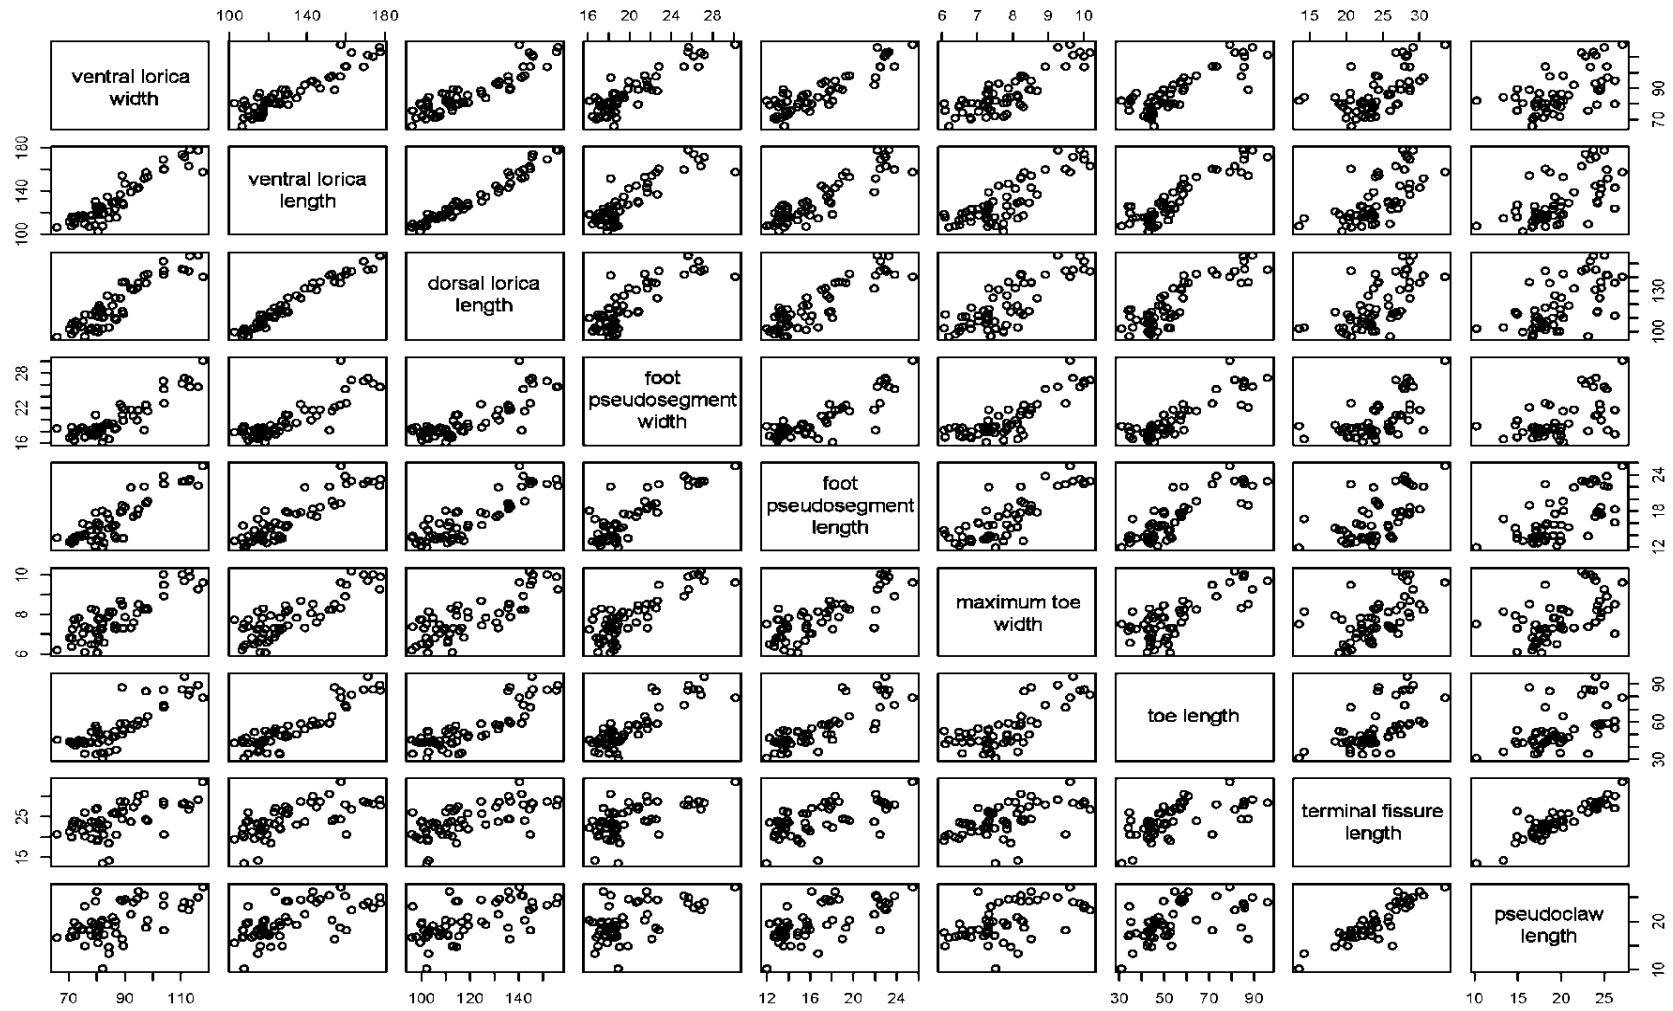 100 140 180 16 20 24 28 6 7 8 9 10 15 20 25 30
ventral lorica
width
70 90
100 140 180
ventral lorica
length
dorsal lorica
length
100 130
16 22 28
foot
pseudosegment
width
foot
pseudosegment
length
12 18 24
6 8 10
maximum toe
width
toe length
30 60 90
15 25
terminal fissure
length
pseudoclaw
length
10 20
70 90 110 100 120 140 12 16 20 24 30 50 70 90 10 15 20 25